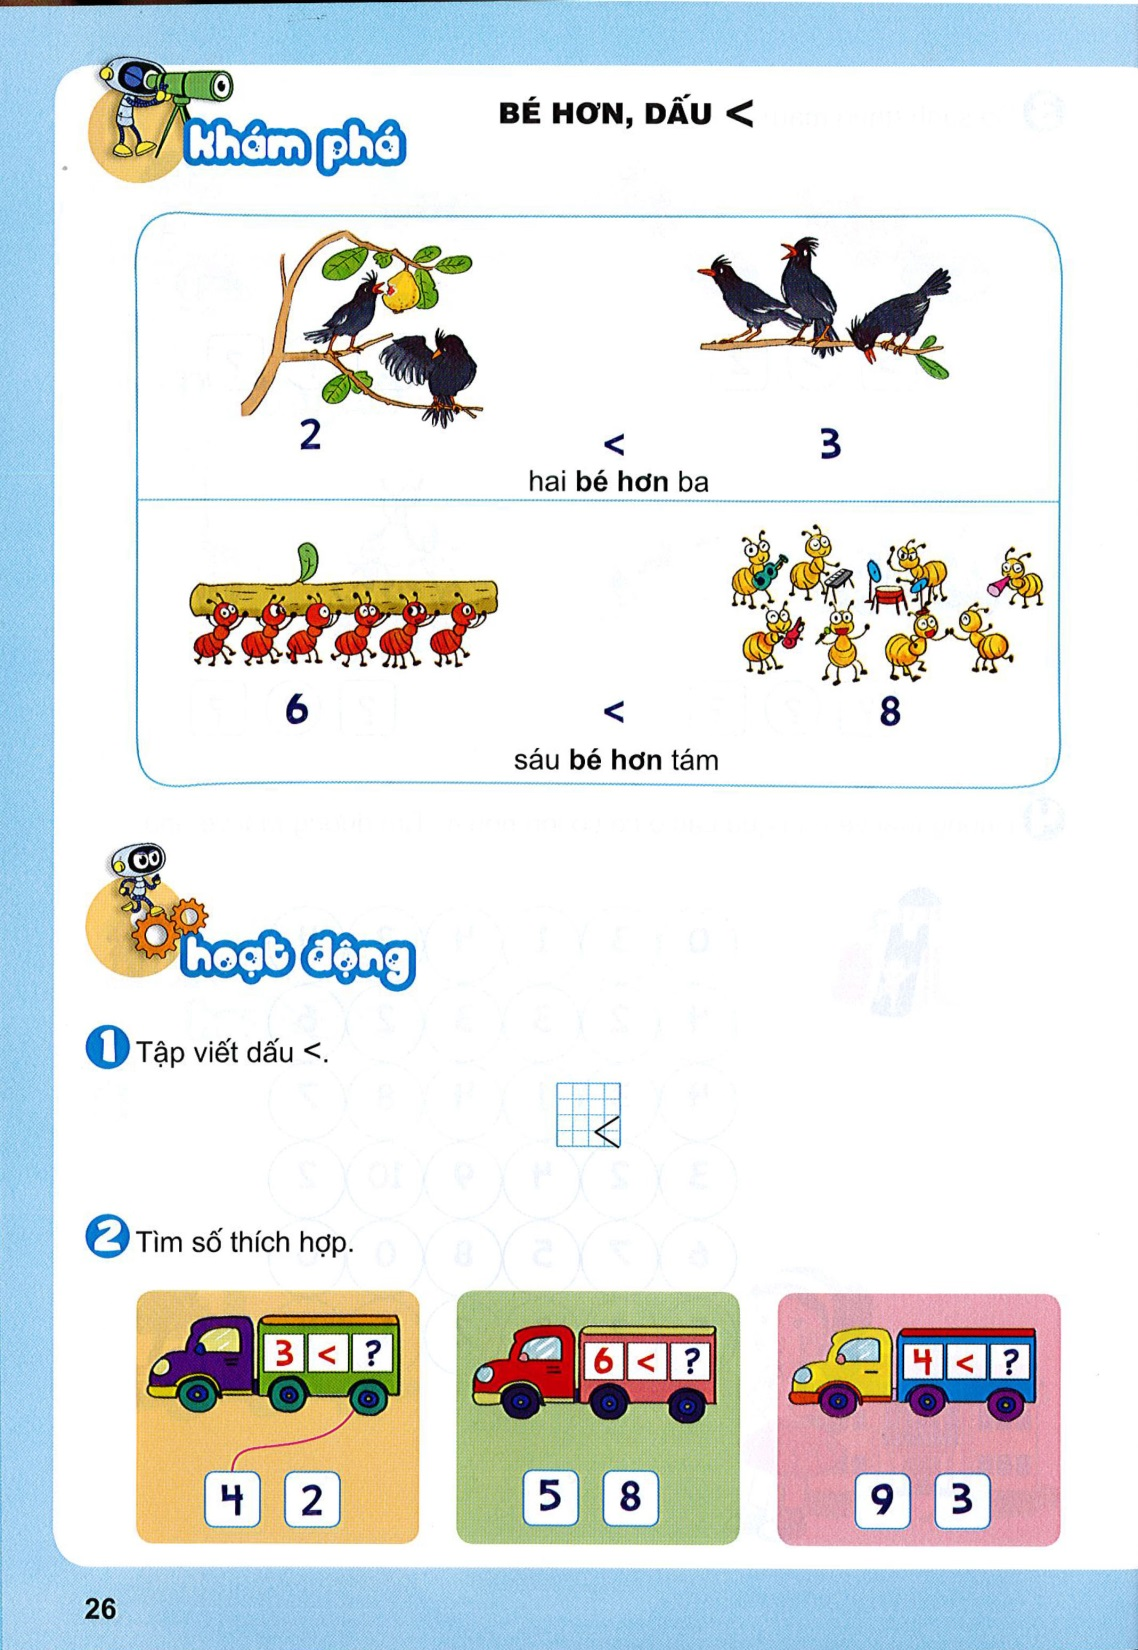 BÉ HƠN, DẤU <
khám phá
2 < 3
hai bé hơn ba
6 < 8
sáu bé hơn tám
hoạt động
1 Tập viết dấu <.
<
2 Tìm số thích hợp.
3 < ? 6 < ? 4 < ?
4 2 5 8 9 3
26